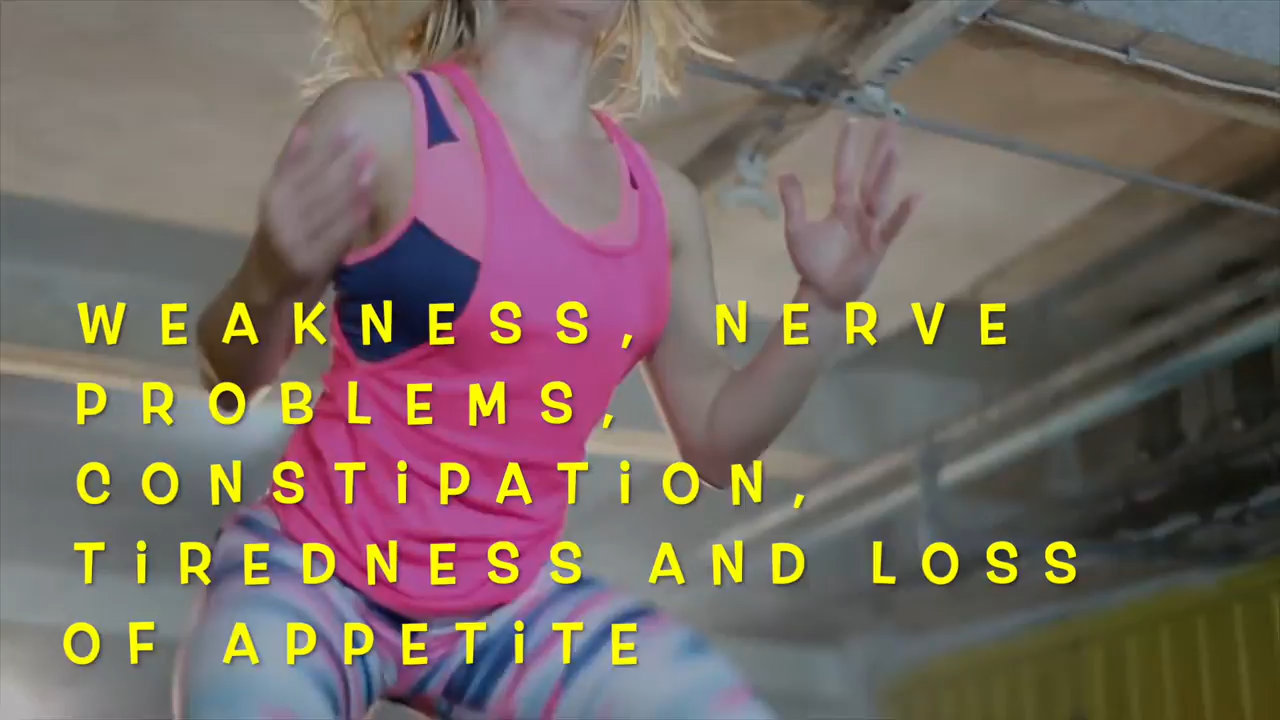 WEAKNESS, NERVE
PROBLEMS,
CONSTiPATiON,
TiREDNESS AND LOSS
OF APPETiTE